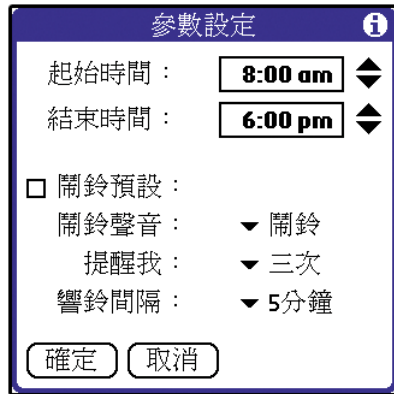 參數設定
起始時間： 8:00 am
結束時間： 6:00 pm
鬧鈴預設：
鬧鈴聲音： 鬧鈴
提醒我： 三次
響鈴間隔： 5分鐘
確定 取消